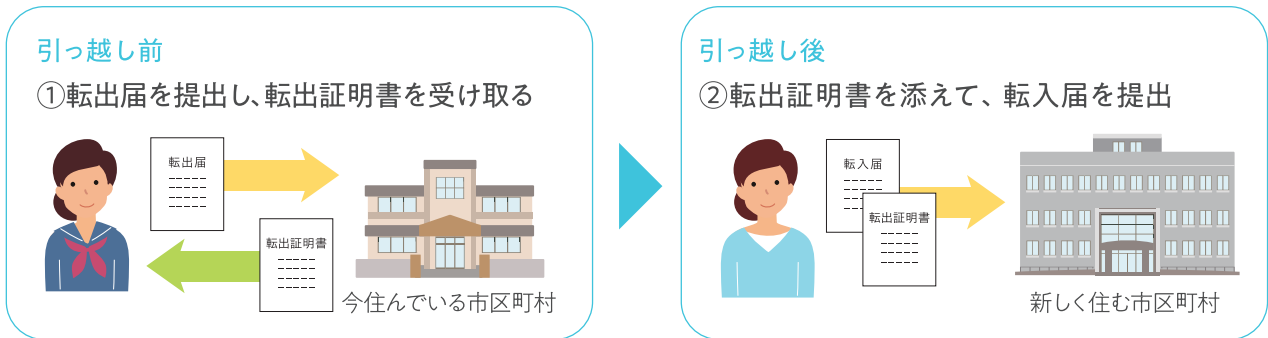 引っ越し前
①転出届を提出し、転出証明書を受け取る
転出届
転出証明書
今住んでいる市区町村
引っ越し後
②転出証明書を添えて、転入届を提出
転入届
転出証明書
新しく住む市区町村